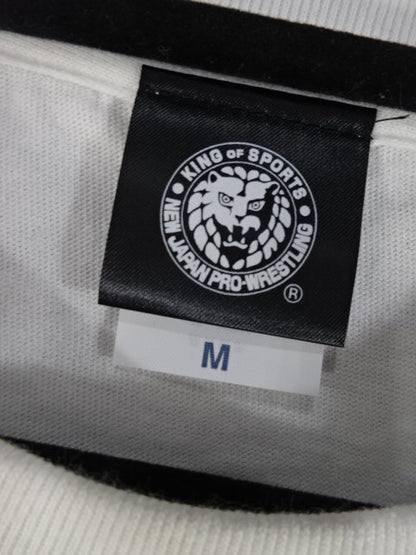 • KING OF SPORTS •
NEW JAPAN PRO-WRESTLING
®
M